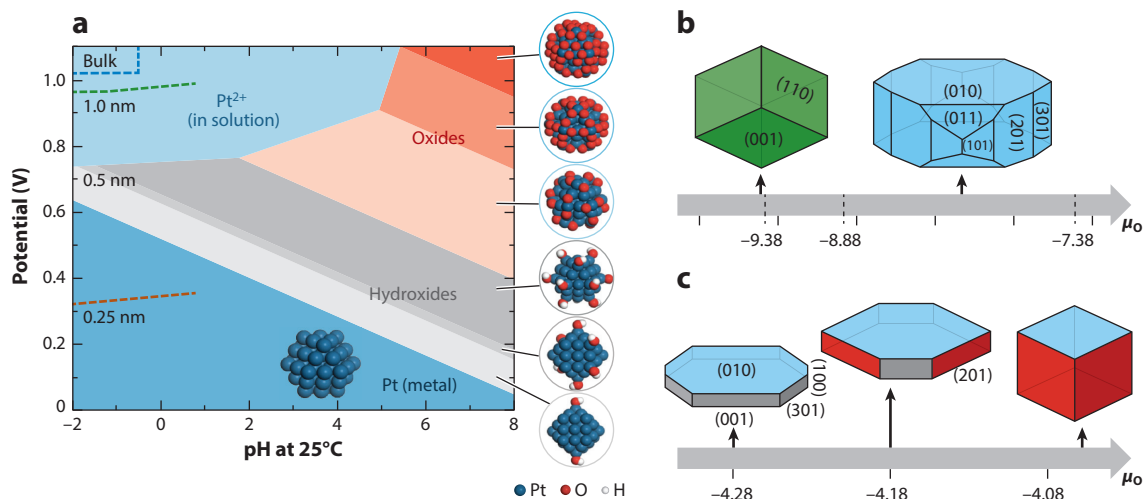 a
Potential (V)
1.0
0.8
0.6
0.4
0.2
0
Bulk
1.0 nm
0.5 nm
0.25 nm
Pt2+
(in solution)
Oxides
Hydroxides
Pt (metal)
−2
0
2
4
6
8
pH at 25°C
Pt
O
H
b
(110)
(001)
(010)
(011)
(101)
(201)
(301)
−9.38
−8.88
−7.38
μO
c
(010)
(100)
(001)
(301)
(201)
−4.28
−4.18
−4.08
μO